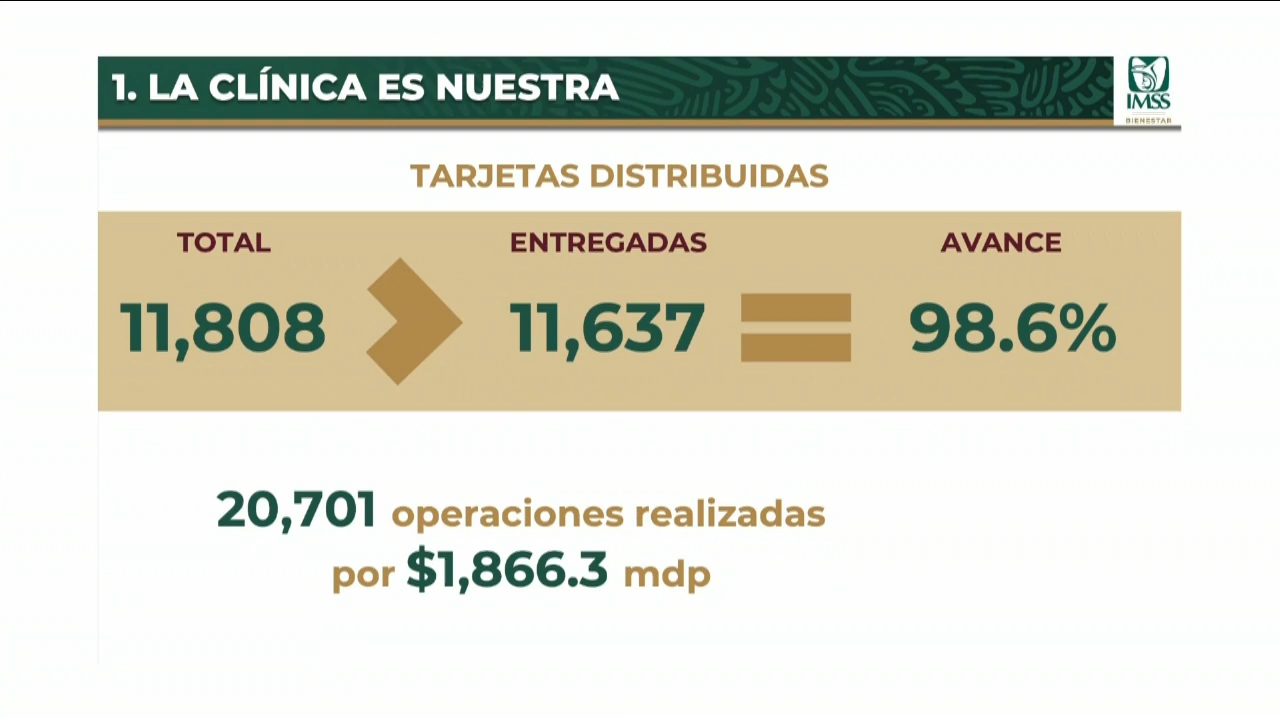 1. LA CLÍNICA ES NUESTRA
IMSS
BIENESTAR
TARJETAS DISTRIBUIDAS
TOTAL
ENTREGADAS
AVANCE
11,808
11,637
98.6%
20,701 operaciones realizadas
por $1,866.3 mdp